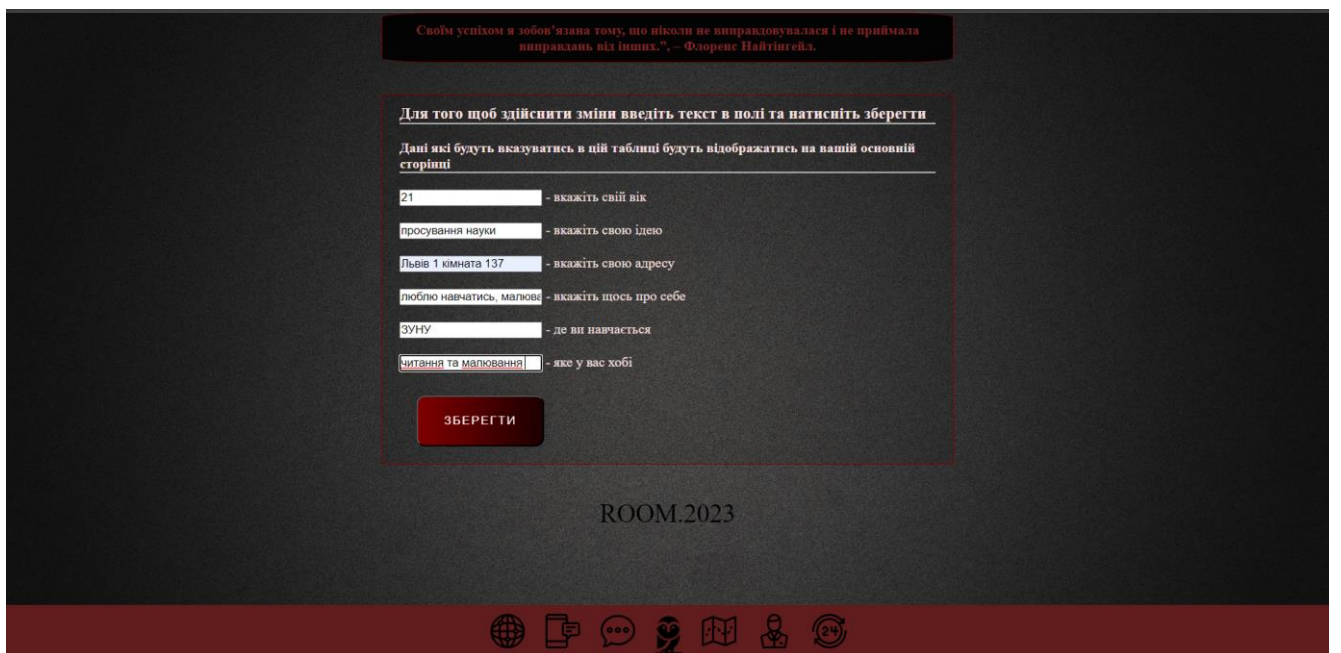 Своїм успіхом я зобов’язана тому, що ніколи не виправдовувалася і не приймала
виправдань від інших.", – Флоренс Найтінгейл.
Для того щоб здійснити зміни введіть текст в полі та натисніть зберегти
Дані які будуть вказуватись в цій таблиці будуть відображатись на вашій основній
сторінці
21 - вкажіть свій вік
просування науки - вкажіть свою ідею
Львів 1 кімната 137 - вкажіть свою адресу
люблю навчатись, малюва - вкажіть щось про себе
ЗУНУ - де ви навчається
читання та малювання - яке у вас хобі
ЗБЕРЕГТИ
ROOM.2023
24